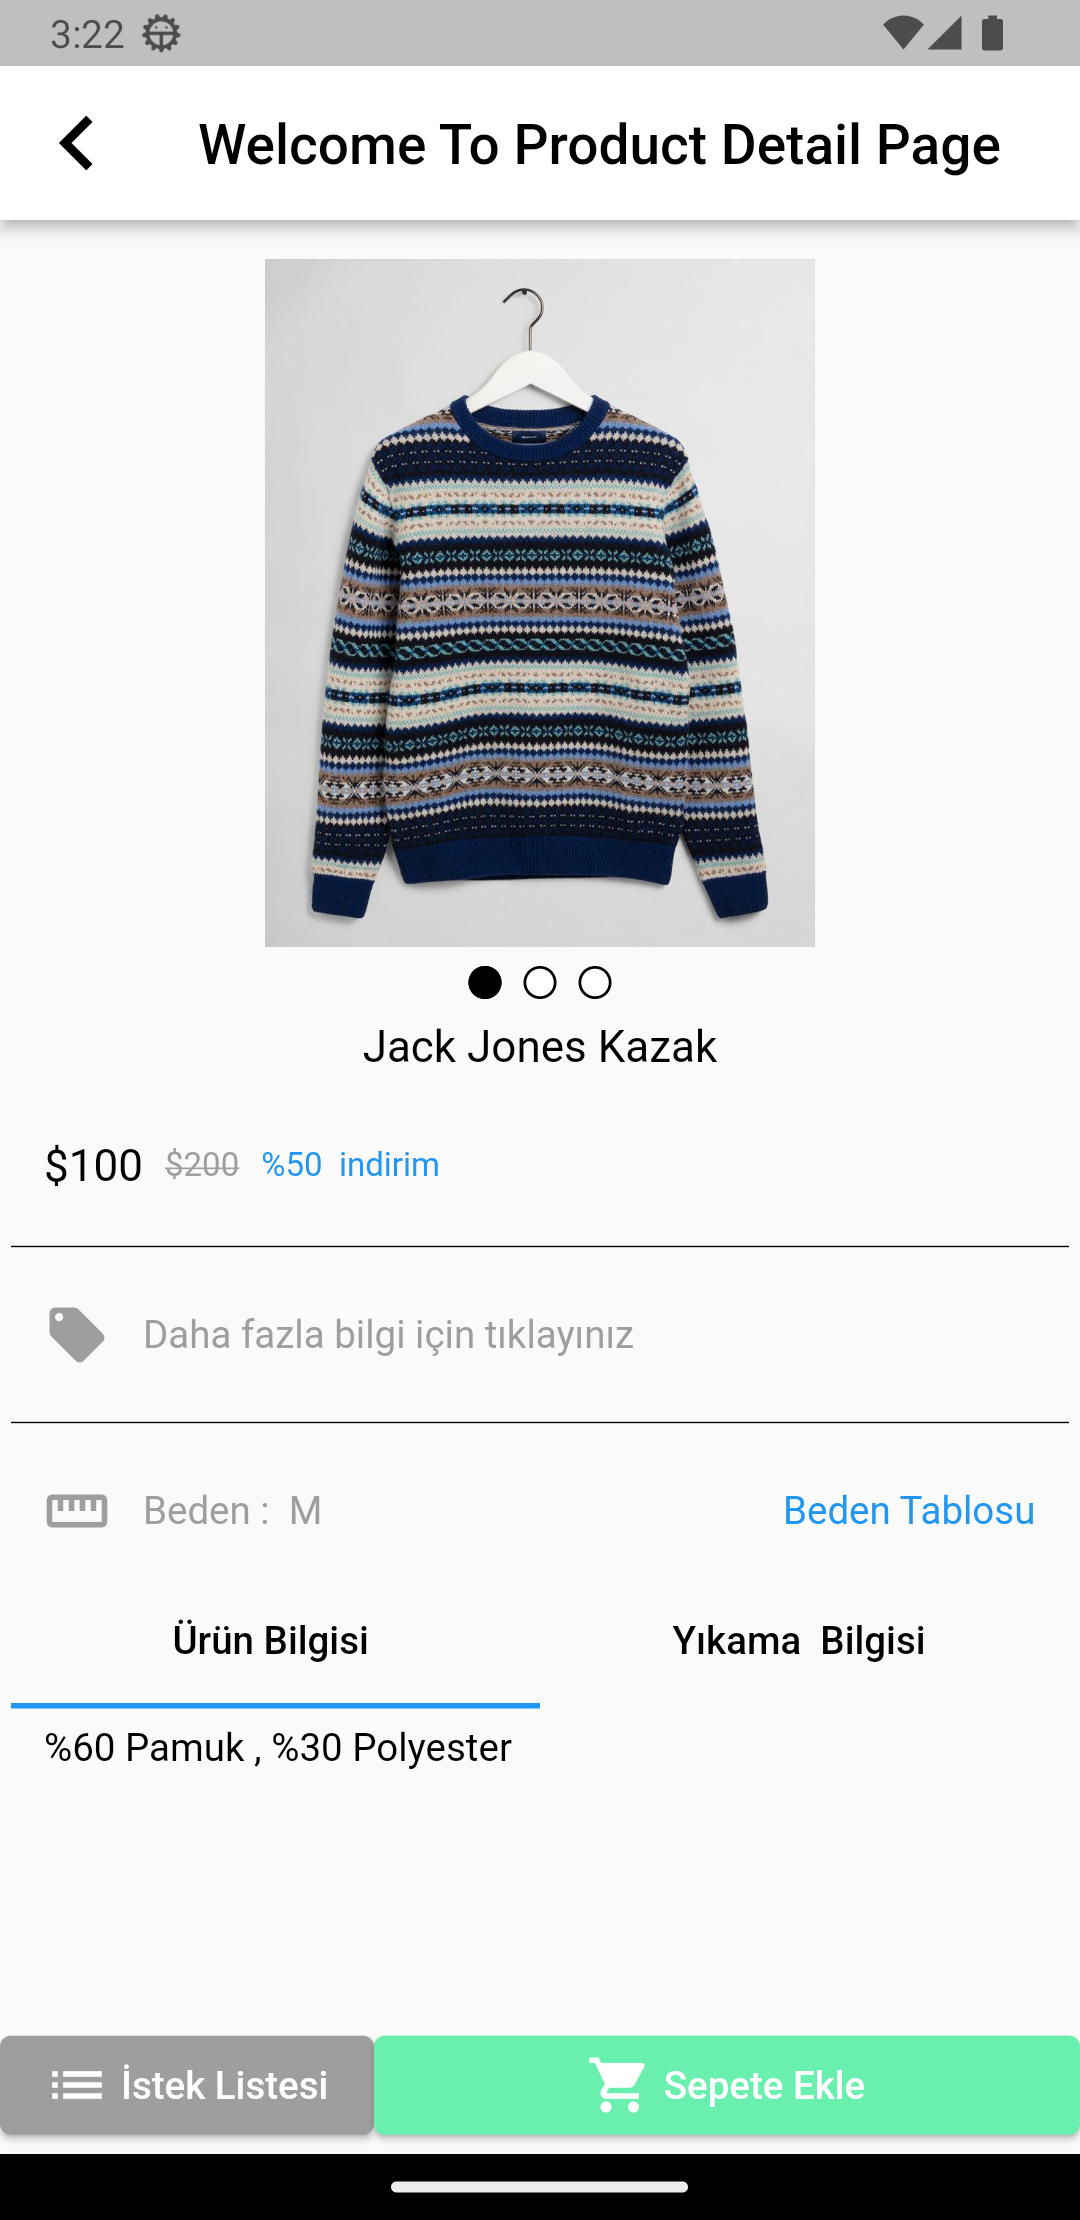 3:22
Welcome To Product Detail Page
Jack Jones Kazak
$100 $200 %50 indirim
Daha fazla bilgi için tıklayınız
Beden : M Beden Tablosu
Ürün Bilgisi Yıkama Bilgisi
%60 Pamuk , %30 Polyester
İstek Listesi Sepete Ekle